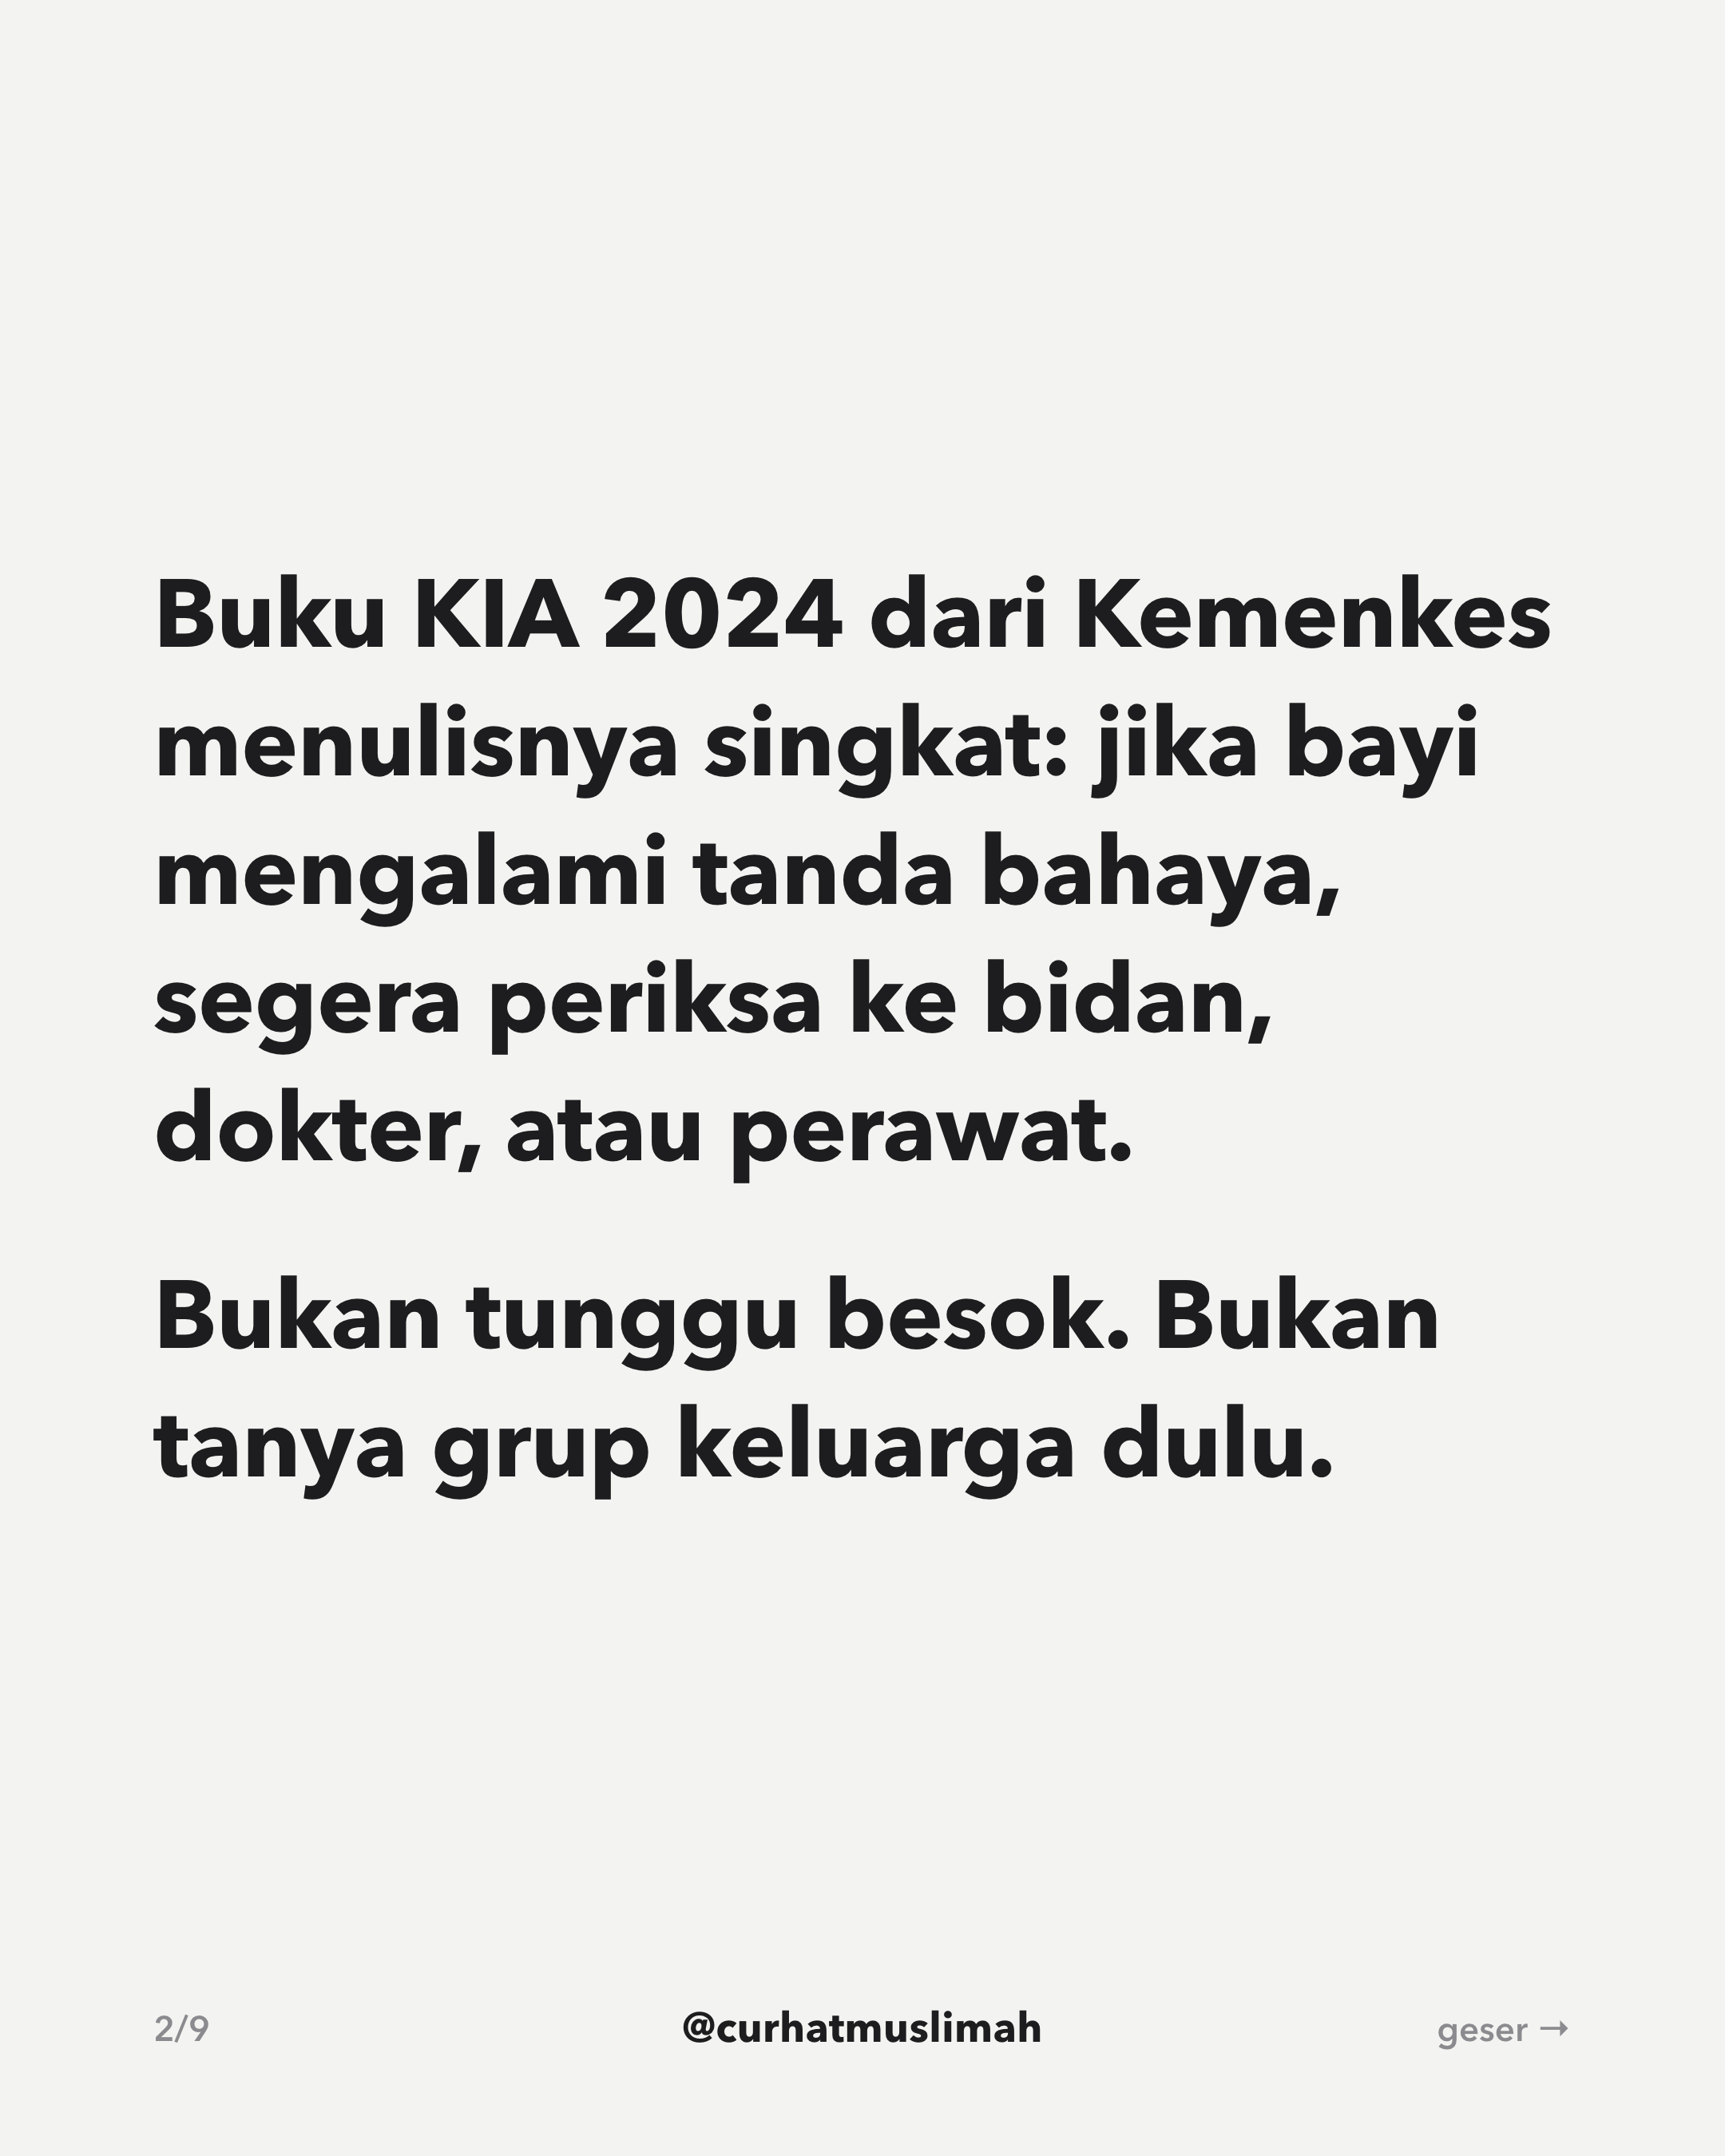 Buku KIA 2024 dari Kemenkes
menulisnya singkat: jika bayi
mengalami tanda bahaya,
segera periksa ke bidan,
dokter, atau perawat.
Bukan tunggu besok. Bukan
tanya grup keluarga dulu.
2/9
@curhatmuslimah
geser →